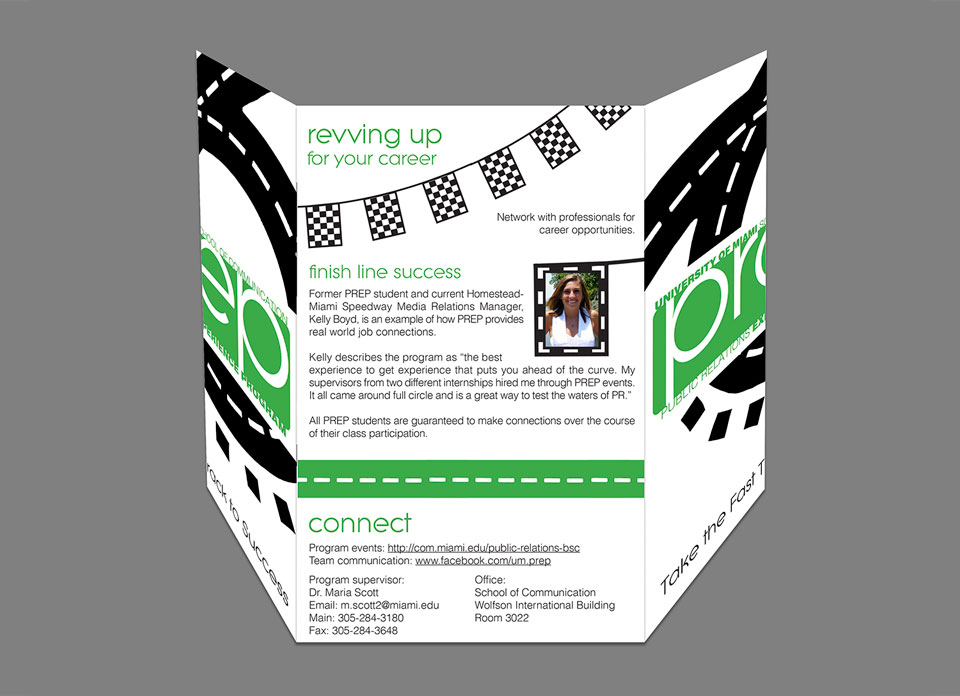 revving up
for your career
Network with professionals for
career opportunities.
finish line success
Former PREP student and current Homestead-
Miami Speedway Media Relations Manager,
Kelly Boyd, is an example of how PREP provides
real world job connections.
Kelly describes the program as “the best
experience to get experience that puts you ahead of the curve. My
supervisors from two different internships hired me through PREP events.
It all came around full circle and is a great way to test the waters of PR.”
All PREP students are guaranteed to make connections over the course
of their class participation.
connect
Program events: http://com.miami.edu/public-relations-bsc
Team communication: www.facebook.com/um.prep
Program supervisor:
Dr. Maria Scott
Email: m.scott2@miami.edu
Main: 305-284-3180
Fax: 305-284-3648
Office:
School of Communication
Wolfson International Building
Room 3022
CHOOL OF COMMUNICATION
ep
PERIENCE PROGRAM
rack to Success
UNIVERSITY OF MIAMI S
pr
PUBLIC RELATIONS EX
Take the Fast T